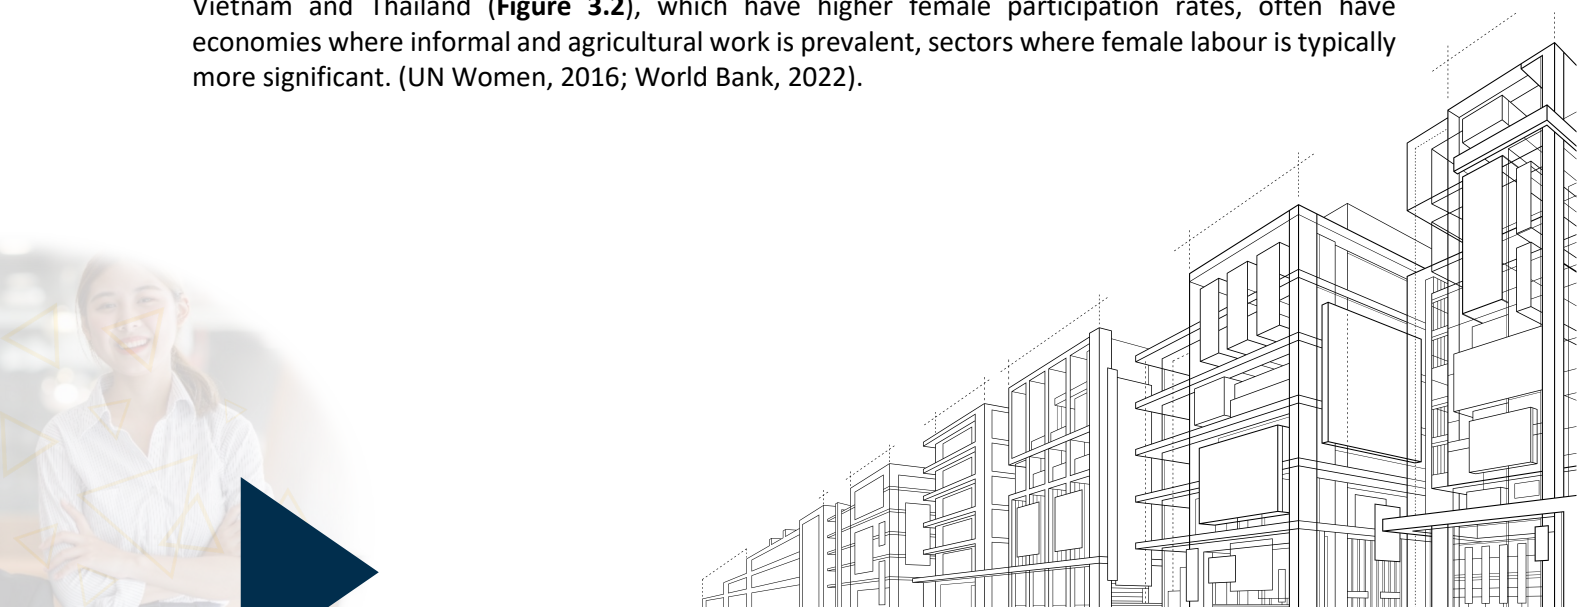 Vietnam and Thailand (Figure 3.2), which have higher female participation rates, often have
economies where informal and agricultural work is prevalent, sectors where female labour is typically
more significant. (UN Women, 2016; World Bank, 2022).